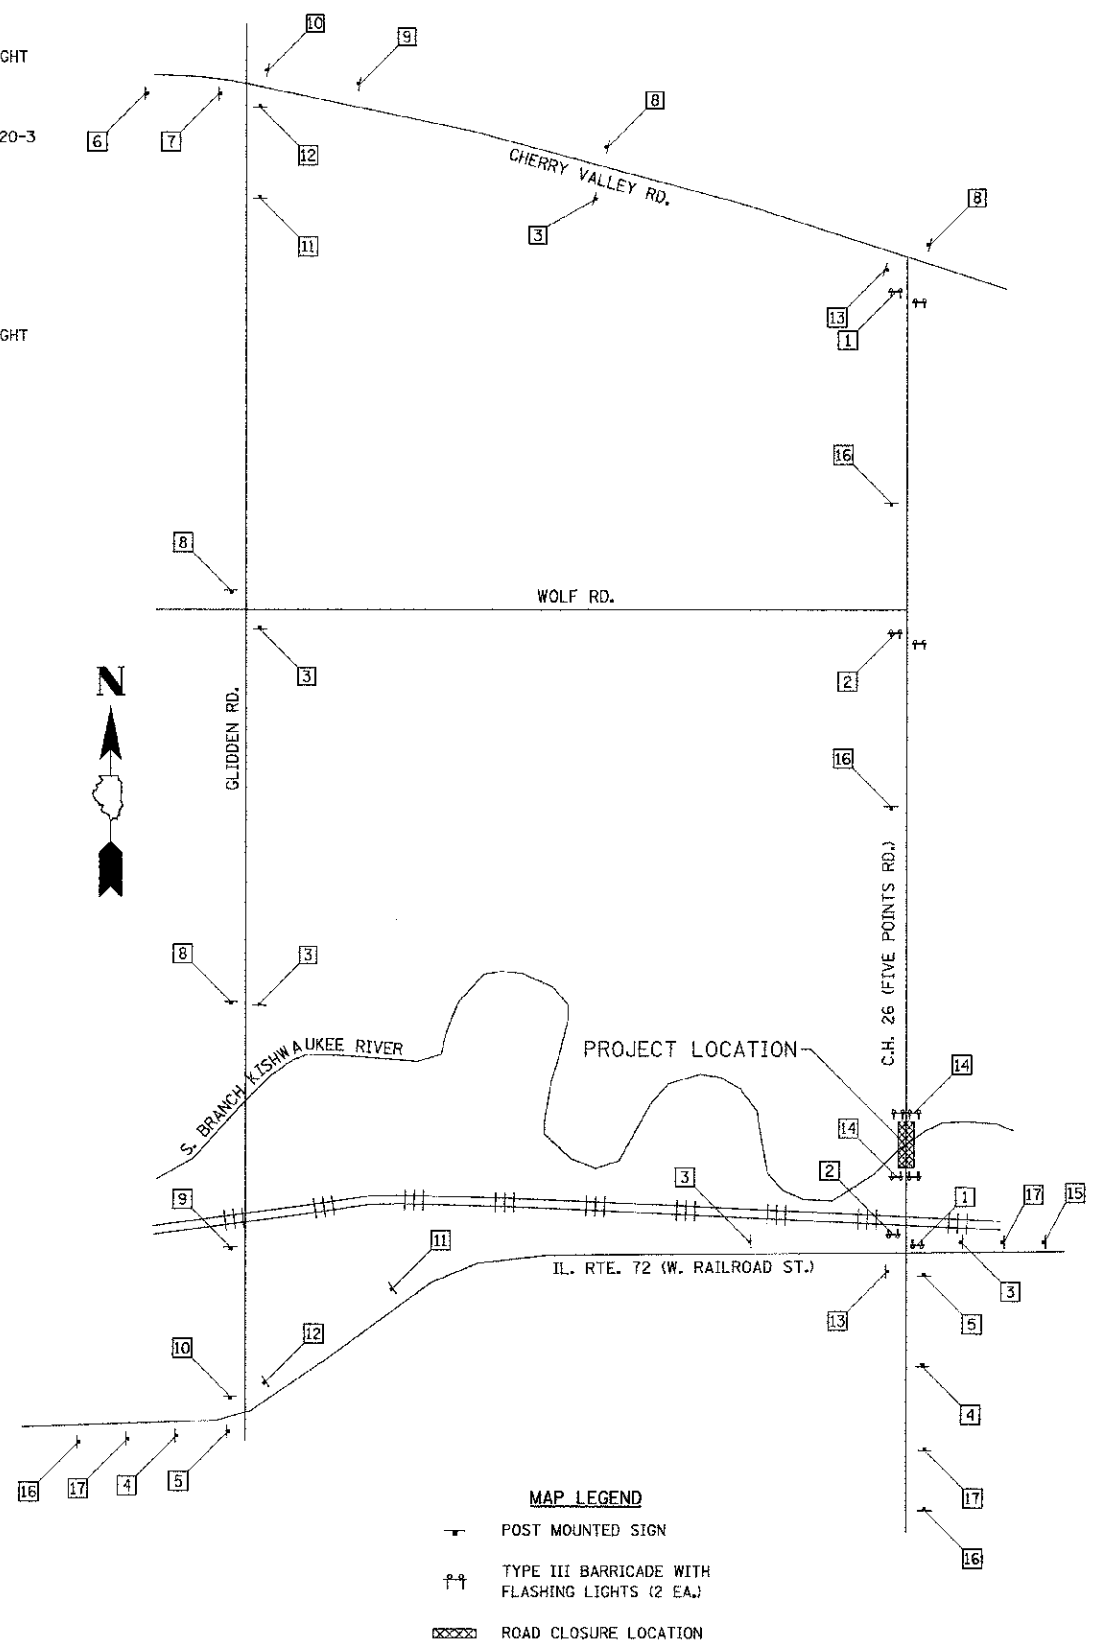 10
9
GHT
8
20-3
6
7
12
CHERRY VALLEY RD.
8
3
11
13
GHT
1
16
8
WOLF RD.
3
2
N
GLIDDEN RD.
16
C.H. 26 (FIVE POINTS RD.)
8
3
S. BRANCH KISHWAUKEE RIVER
PROJECT LOCATION
14
14
2
3
9
1
17
15
11
IL. RTE. 72 (W. RAILROAD ST.)
3
13
5
12
10
4
16
17
4
5
17
16
MAP LEGEND
POST MOUNTED SIGN
TYPE III BARRICADE WITH
FLASHING LIGHTS (2 EA.)
ROAD CLOSURE LOCATION